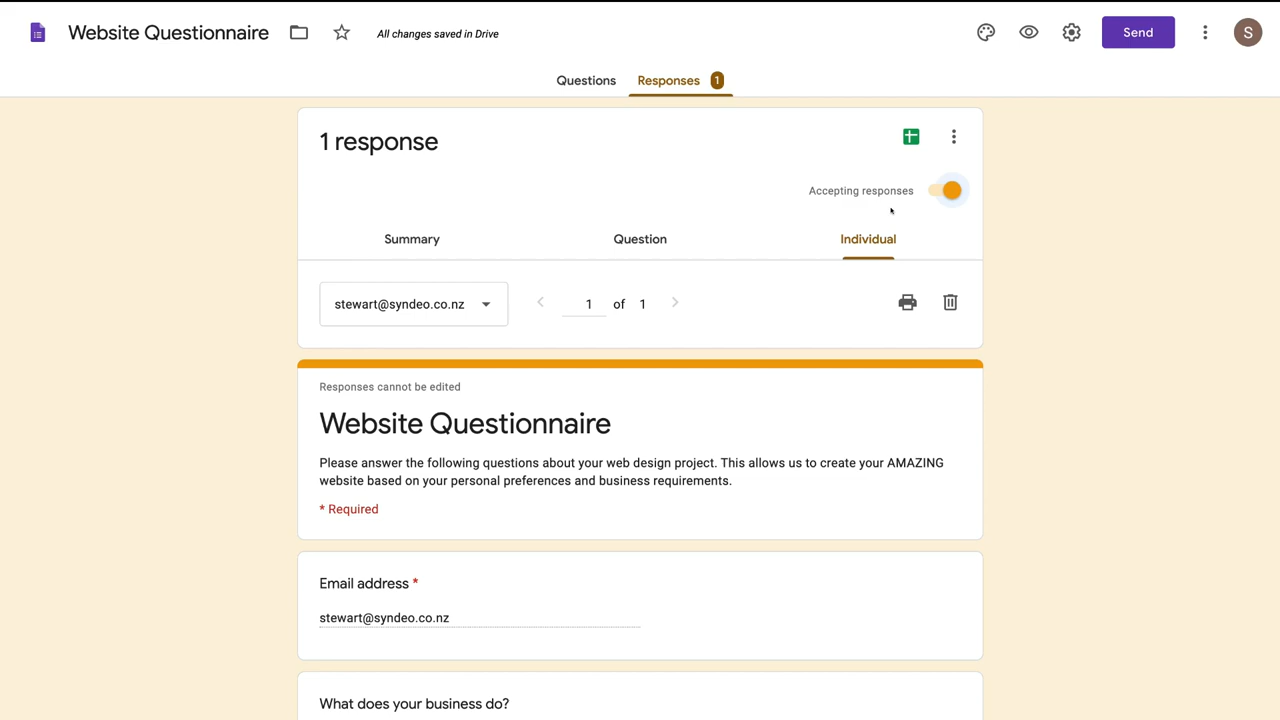 Website Questionnaire
All changes saved in Drive
Send
S
Questions
Responses 1
1 response
Accepting responses
Summary
Question
Individual
stewart@syndeo.co.nz
1 of 1
Responses cannot be edited
Website Questionnaire
Please answer the following questions about your web design project. This allows us to create your AMAZING
website based on your personal preferences and business requirements.
* Required
Email address *
stewart@syndeo.co.nz
What does your business do?